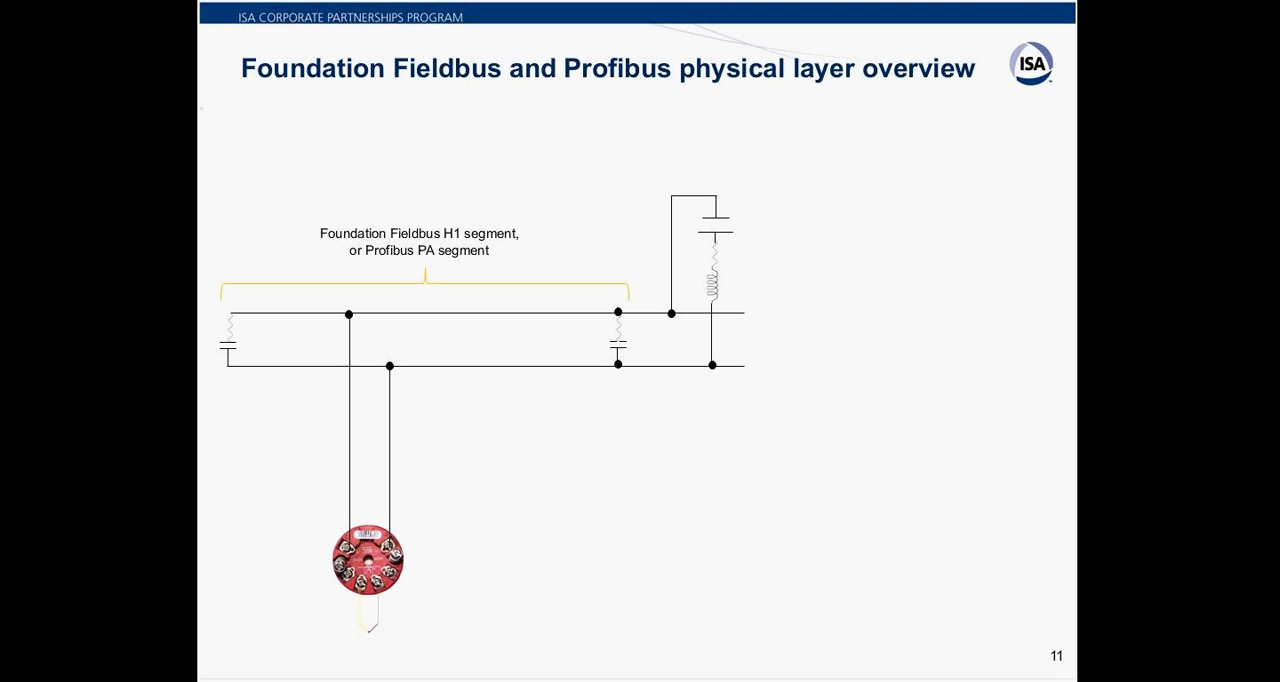 ISA CORPORATE PARTNERSHIPS PROGRAM
Foundation Fieldbus and Profibus physical layer overview
ISA
Foundation Fieldbus H1 segment,
or Profibus PA segment
11